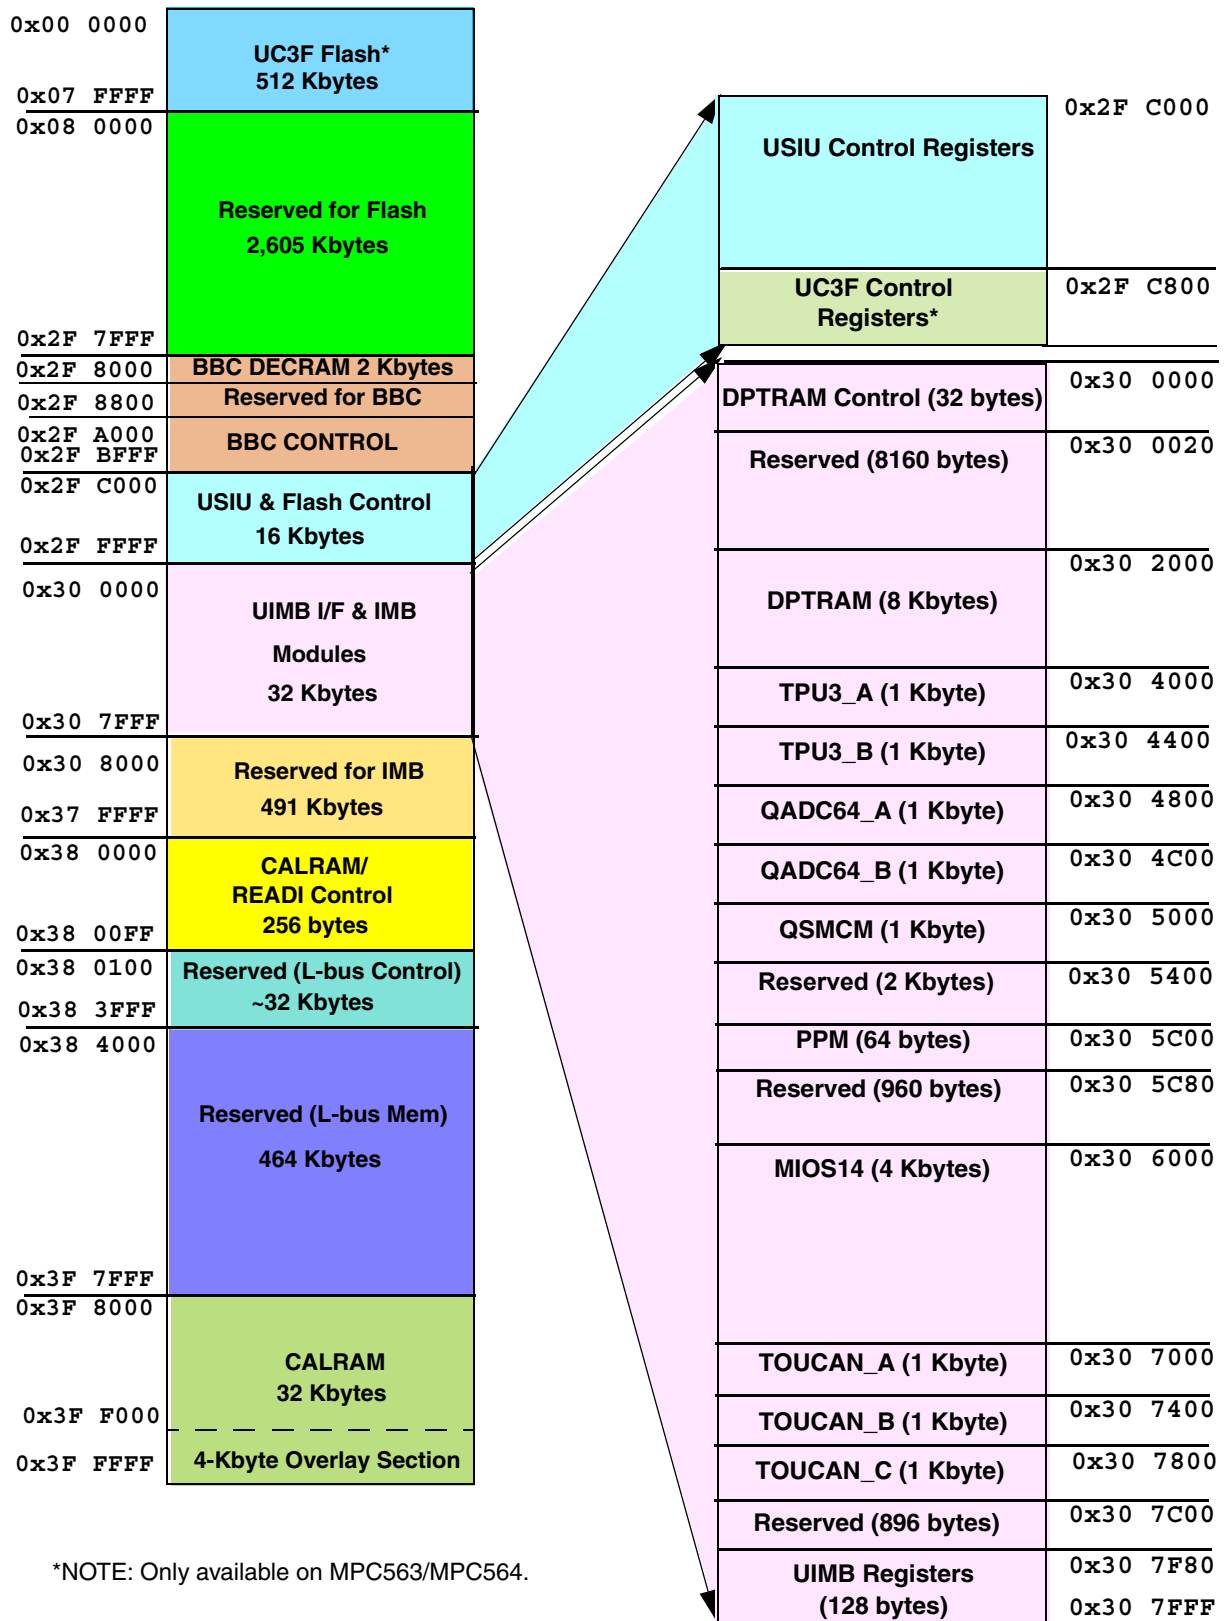 0x00 0000
UC3F Flash*
512 Kbytes
0x07 FFFF
0x08 0000
Reserved for Flash
2,605 Kbytes
0x2F 7FFF
0x2F 8000
BBC DECRAM 2 Kbytes
0x2F 8800
Reserved for BBC
0x2F A000
BBC CONTROL
0x2F BFFF
0x2F C000
USIU & Flash Control
16 Kbytes
0x2F FFFF
0x30 0000
UIMB I/F & IMB
Modules
32 Kbytes
0x30 7FFF
0x30 8000
Reserved for IMB
491 Kbytes
0x37 FFFF
0x38 0000
CALRAM/
READI Control
256 bytes
0x38 00FF
0x38 0100
Reserved (L-bus Control)
~32 Kbytes
0x38 3FFF
0x38 4000
Reserved (L-bus Mem)
464 Kbytes
0x3F 7FFF
0x3F 8000
CALRAM
32 Kbytes
0x3F F000
4-Kbyte Overlay Section
0x3F FFFF
*NOTE: Only available on MPC563/MPC564.
USIU Control Registers
0x2F C000
UC3F Control
Registers*
0x2F C800
DPTRAM Control (32 bytes)
0x30 0000
Reserved (8160 bytes)
0x30 0020
DPTRAM (8 Kbytes)
0x30 2000
TPU3_A (1 Kbyte)
0x30 4000
TPU3_B (1 Kbyte)
0x30 4400
QADC64_A (1 Kbyte)
0x30 4800
QADC64_B (1 Kbyte)
0x30 4C00
QSMCM (1 Kbyte)
0x30 5000
Reserved (2 Kbytes)
0x30 5400
PPM (64 bytes)
0x30 5C00
Reserved (960 bytes)
0x30 5C80
MIOS14 (4 Kbytes)
0x30 6000
TOUCAN_A (1 Kbyte)
0x30 7000
TOUCAN_B (1 Kbyte)
0x30 7400
TOUCAN_C (1 Kbyte)
0x30 7800
Reserved (896 bytes)
0x30 7C00
UIMB Registers
(128 bytes)
0x30 7F80
0x30 7FFF